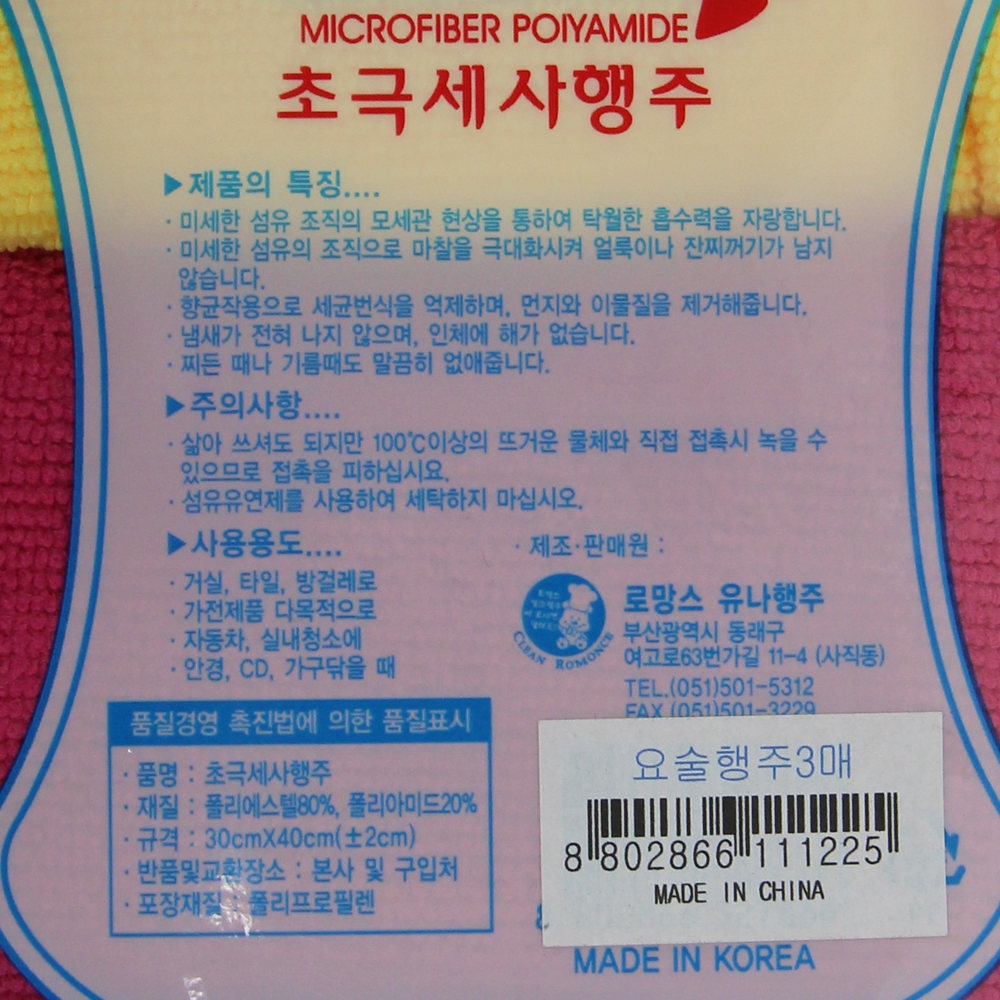 MICROFIBER POIYAMIDE
초극세사행주
▶제품의 특징....
· 미세한 섬유 조직의 모세관 현상을 통하여 탁월한 흡수력을 자랑합니다.
· 미세한 섬유의 조직으로 마찰을 극대화시켜 얼룩이나 잔찌꺼기가 남지
않습니다.
· 향균작용으로 세균번식을 억제하며, 먼지와 이물질을 제거해줍니다.
· 냄새가 전혀 나지 않으며, 인체에 해가 없습니다.
· 찌든 때나 기름때도 말끔히 없애줍니다.
▶주의사항....
· 삶아 쓰셔도 되지만 100℃이상의 뜨거운 물체와 직접 접촉시 녹을 수
있으므로 접촉을 피하십시요.
· 섬유유연제를 사용하여 세탁하지 마십시오.
▶사용용도....
· 거실, 타일, 방걸레로
· 가전제품 다목적으로
· 자동차, 실내청소에
· 안경, CD, 가구닦을 때
· 제조·판매원 :
CLEAN ROMONCE
로망스 유나행주
부산광역시 동래구
여고로63번가길 11-4 (사직동)
TEL.(051)501-5312
FAX.(051)501-3229
품질경영 촉진법에 의한 품질표시
· 품명 : 초극세사행주
· 재질 : 폴리에스텔80%, 폴리아미드20%
· 규격 : 30cmX40cm(±2cm)
· 반품및교환장소 : 본사 및 구입처
· 포장재질 : 폴리프로필렌
요술행주3매
8 802866 111225
MADE IN CHINA
MADE IN KOREA